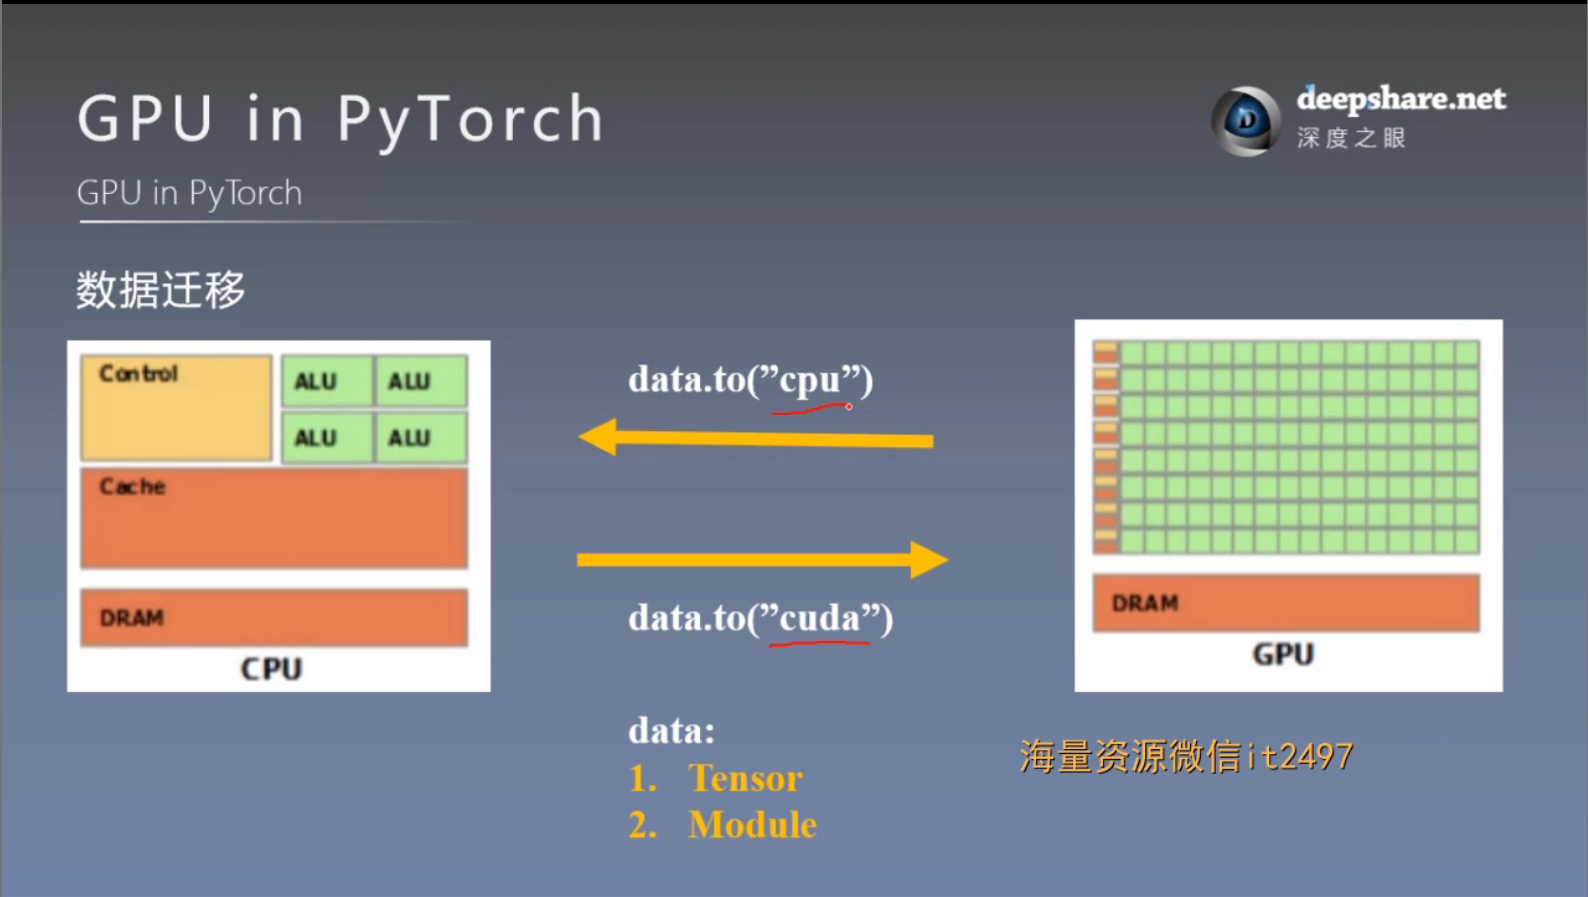 GPU in PyTorch
deepshare.net
深度之眼
GPU in PyTorch
数据迁移
Control
ALU ALU
ALU ALU
Cache
DRAM
CPU
data.to(”cpu”)
data.to(”cuda”)
DRAM
GPU
data:
1. Tensor
2. Module
海量资源微信it2497